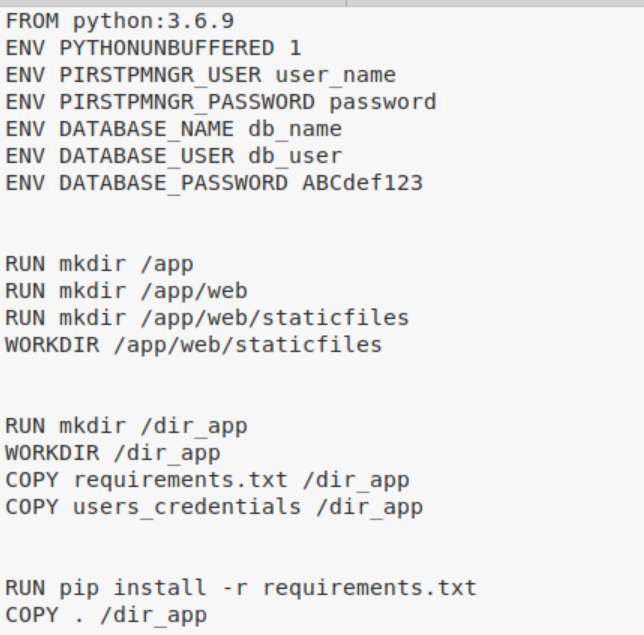 FROM python:3.6.9
ENV PYTHONUNBUFFERED 1
ENV PIRSTPMNGR_USER user_name
ENV PIRSTPMNGR_PASSWORD password
ENV DATABASE_NAME db_name
ENV DATABASE_USER db_user
ENV DATABASE_PASSWORD ABCdef123
RUN mkdir /app
RUN mkdir /app/web
RUN mkdir /app/web/staticfiles
WORKDIR /app/web/staticfiles
RUN mkdir /dir_app
WORKDIR /dir_app
COPY requirements.txt /dir_app
COPY users_credentials /dir_app
RUN pip install -r requirements.txt
COPY . /dir_app